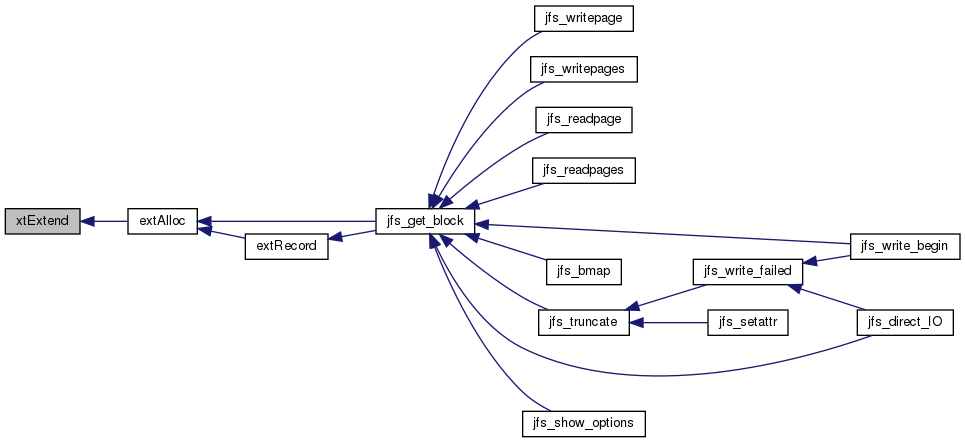 jfs_writepage
jfs_writepages
jfs_readpage
jfs_readpages
xtExtend
extAlloc
jfs_get_block
extRecord
jfs_write_begin
jfs_bmap
jfs_write_failed
jfs_truncate
jfs_setattr
jfs_direct_IO
jfs_show_options